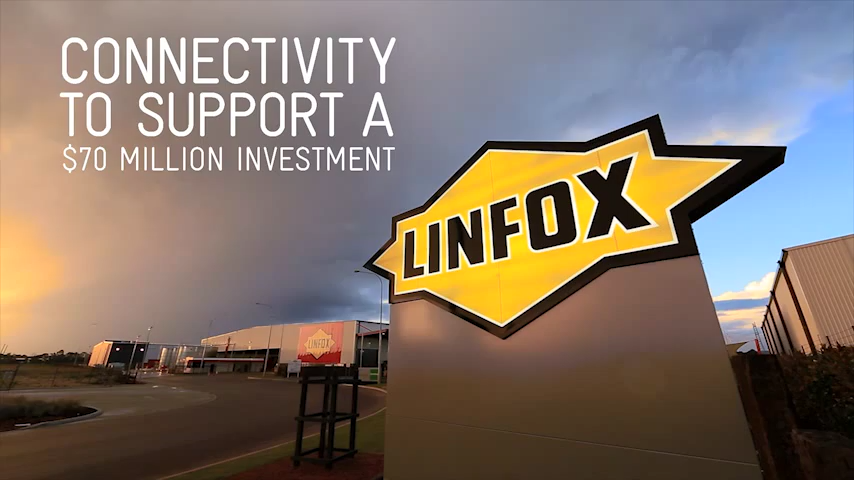 CONNECTIVITY
TO SUPPORT A
$70 MILLION INVESTMENT
LINFOX
LINFOX